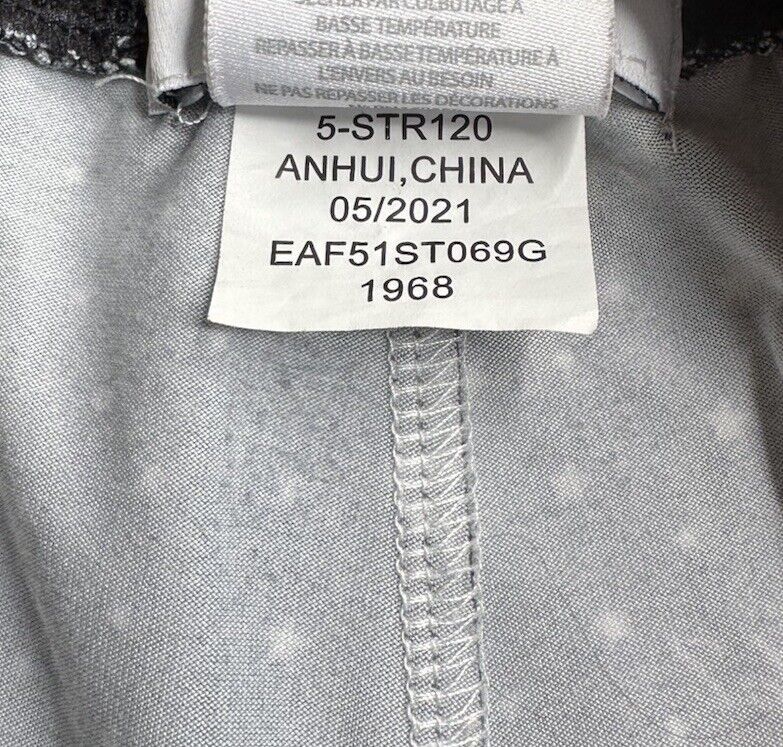 SÉCHER PAR CULBUTAGE À
BASSE TEMPÉRATURE
REPASSER À BASSE TEMPÉRATURE À
L'ENVERS AU BESOIN
NE PAS REPASSER LES DÉCORATIONS
5-STR120
ANHUI,CHINA
05/2021
EAF51ST069G
1968